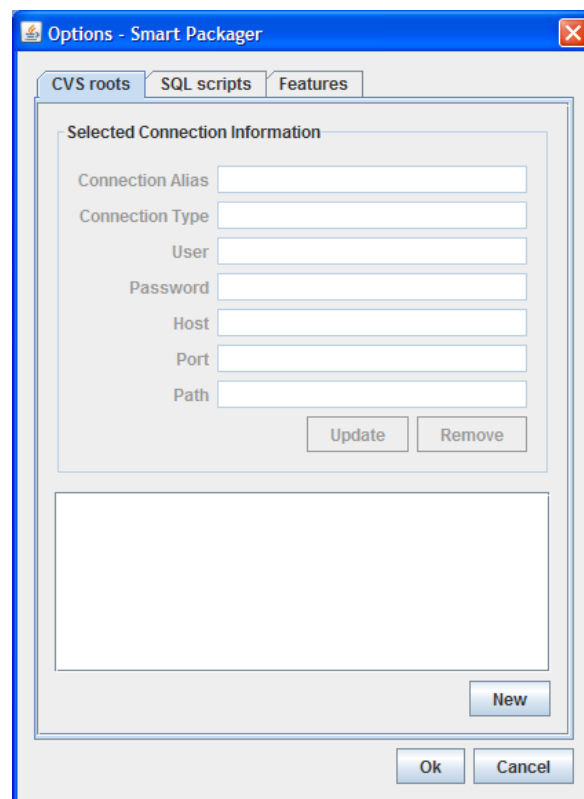 Options - Smart Packager
CVS roots SQL scripts Features
Selected Connection Information
Connection Alias
Connection Type
User
Password
Host
Port
Path
Update Remove
New
Ok Cancel